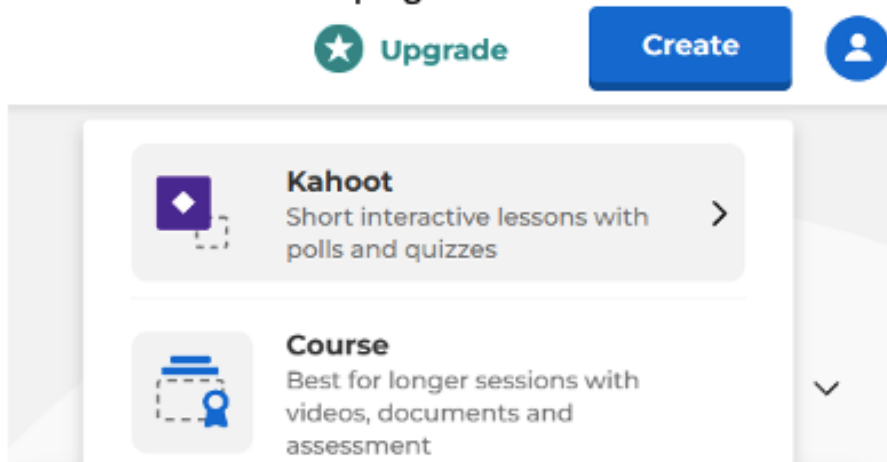 Upgrade
Create
Kahoot
Short interactive lessons with
polls and quizzes
Course
Best for longer sessions with
videos, documents and
assessment